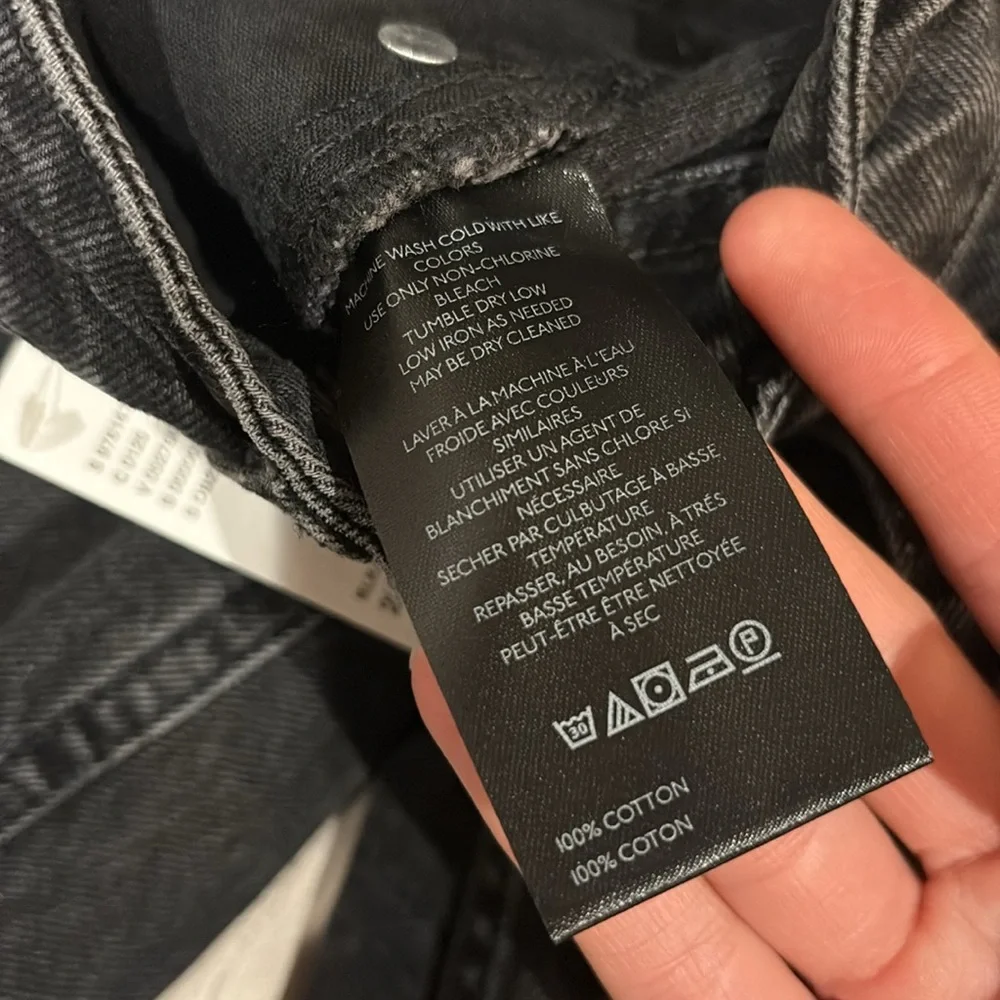 MACHINE WASH COLD WITH LIKE
COLORS
USE ONLY NON-CHLORINE
BLEACH
TUMBLE DRY LOW
LOW IRON AS NEEDED
MAY BE DRY CLEANED
LAVER À LA MACHINE À L'EAU
FROIDE AVEC COULEURS
SIMILAIRES
UTILISER UN AGENT DE
BLANCHIMENT SANS CHLORE SI
NÉCESSAIRE
SECHER PAR CULBUTAGE À BASSE
TEMPERATURE
REPASSER, AU BESOIN, À TRÉS
BASSE TEMPÉRATURE
PEUT-ÊTRE ÊTRE NETTOYÉE
À SEC
30 P
100% COTTON
100% COTON